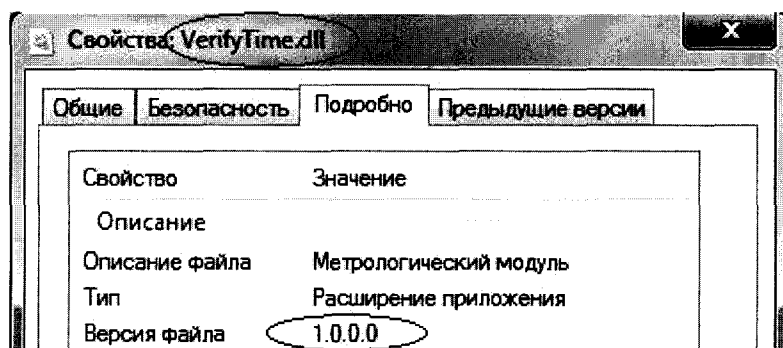 Свойства: VerifyTime.dll
x
Общие Безопасность Подробно Предыдущие версии
Свойство Значение
Описание
Описание файла Метрологический модуль
Тип Расширение приложения
Версия файла 1.0.0.0